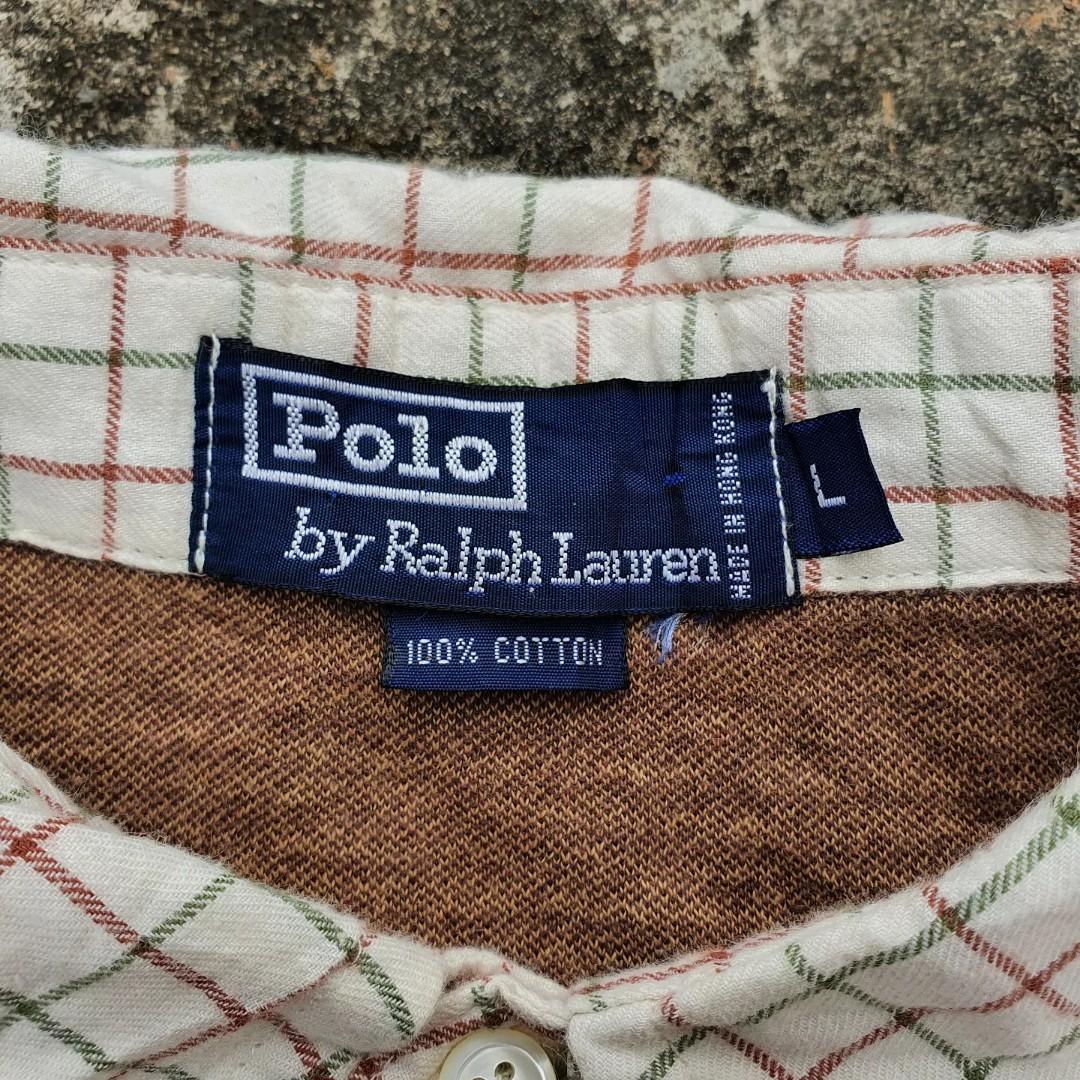 Polo
by Ralph Lauren
MADE IN HONG KONG
L
100% COTTON